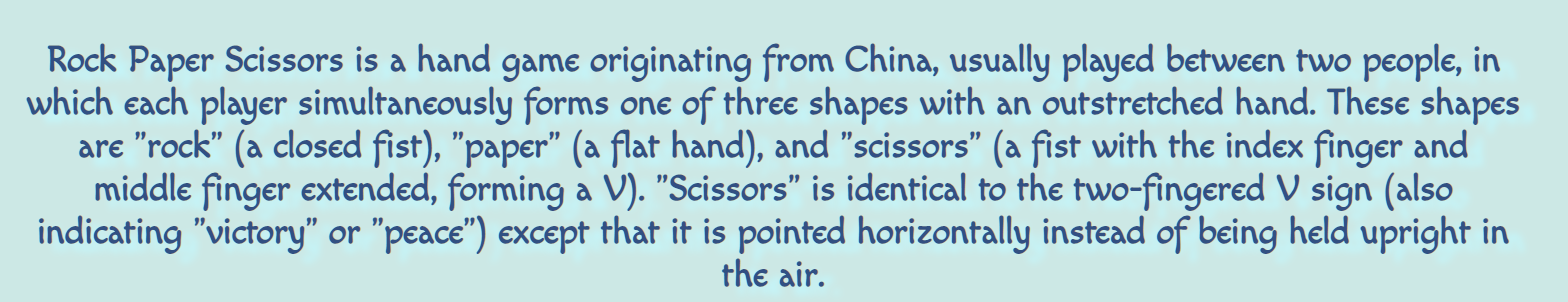 Rock Paper Scissors is a hand game originating from China, usually played between two people, in
which each player simultaneously forms one of three shapes with an outstretched hand. These shapes
are "rock" (a closed fist), "paper" (a flat hand), and "scissors" (a fist with the index finger and
middle finger extended, forming a V). "Scissors" is identical to the two-fingered V sign (also
indicating "victory" or "peace") except that it is pointed horizontally instead of being held upright in
the air.